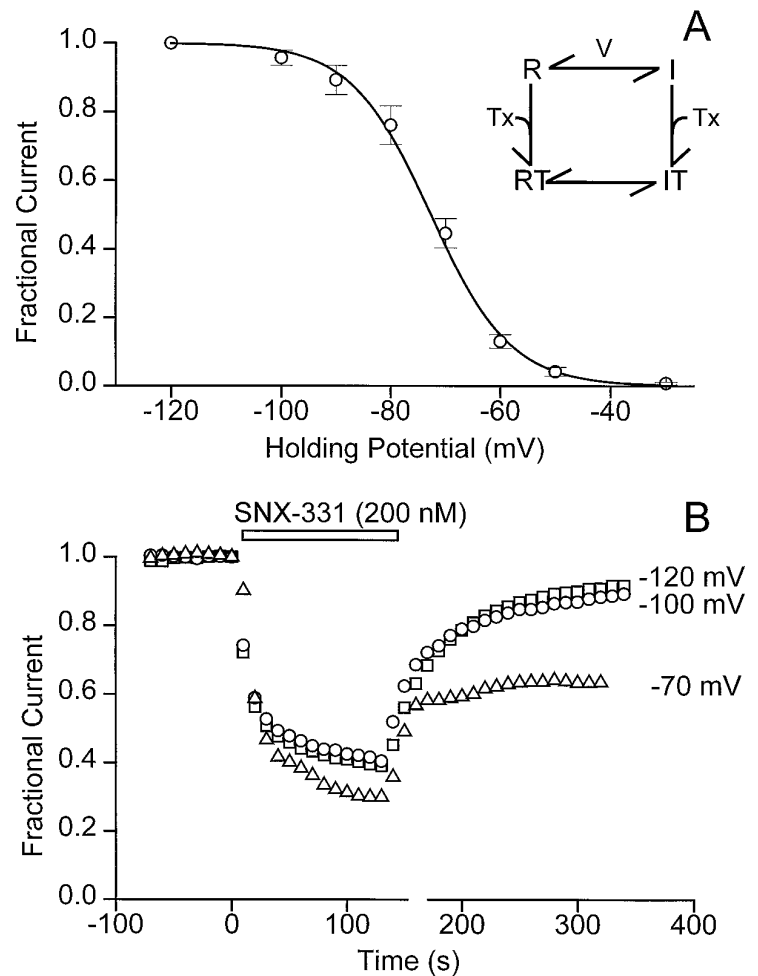 A
1.0
0.8
0.6
0.4
0.2
0.0
Fractional Current
-120 -100 -80 -60 -40
Holding Potential (mV)
V
R I
Tx Tx
RT IT
B
SNX-331 (200 nM)
1.0
0.8
0.6
0.4
0.2
0.0
Fractional Current
-120 mV
-100 mV
-70 mV
-100 0 100 200 300 400
Time (s)